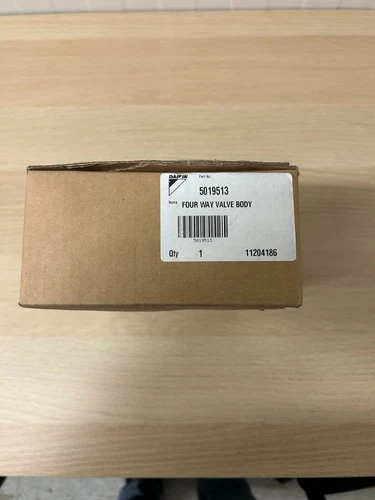 DAIKIN Part No. 5019513
Name FOUR WAY VALVE BODY
5019513
Qty 1 11204186